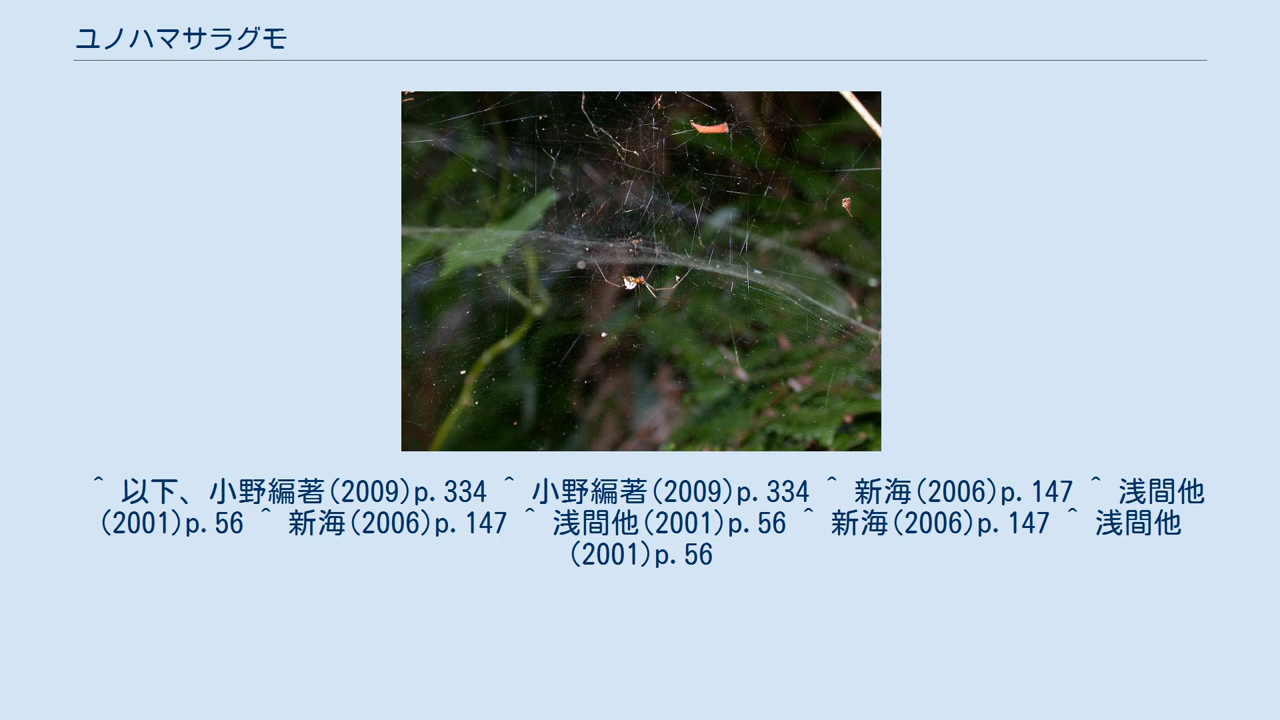 ユノハマサラグモ
^ 以下、小野編著(2009)p.334 ^ 小野編著(2009)p.334 ^ 新海(2006)p.147 ^ 浅間他
(2001)p.56 ^ 新海(2006)p.147 ^ 浅間他(2001)p.56 ^ 新海(2006)p.147 ^ 浅間他
(2001)p.56